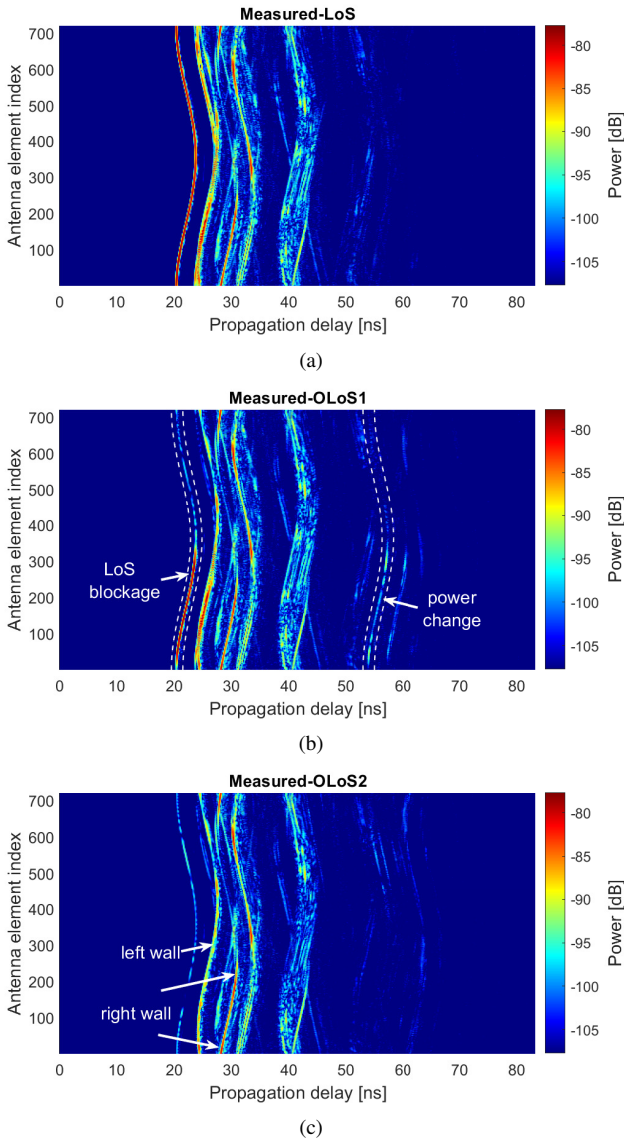 Measured-LoS
700
600
500
400
300
200
100
Antenna element index
0 10 20 30 40 50 60 70 80
Propagation delay [ns]
-80
-85
-90
-95
-100
-105
Power [dB]
(a)
Measured-OLoS1
700
600
500
400
300
200
100
Antenna element index
LoS
blockage
power
change
0 10 20 30 40 50 60 70 80
Propagation delay [ns]
-80
-85
-90
-95
-100
-105
Power [dB]
(b)
Measured-OLoS2
700
600
500
400
300
200
100
Antenna element index
left wall
right wall
0 10 20 30 40 50 60 70 80
Propagation delay [ns]
-80
-85
-90
-95
-100
-105
Power [dB]
(c)